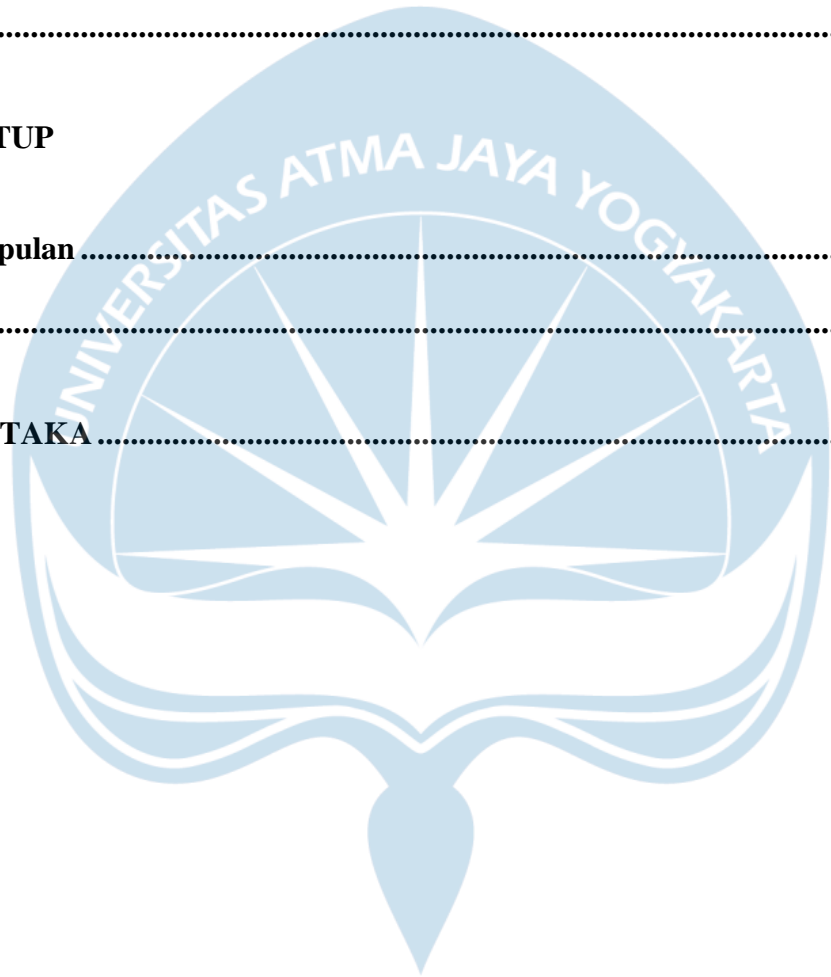 ...............................................................................................................
TUP
UNIVERSITAS ATMA JAYA YOGYAKARTA
pulan ....................................................................................................
...............................................................................................................
TAKA ..................................................................................................